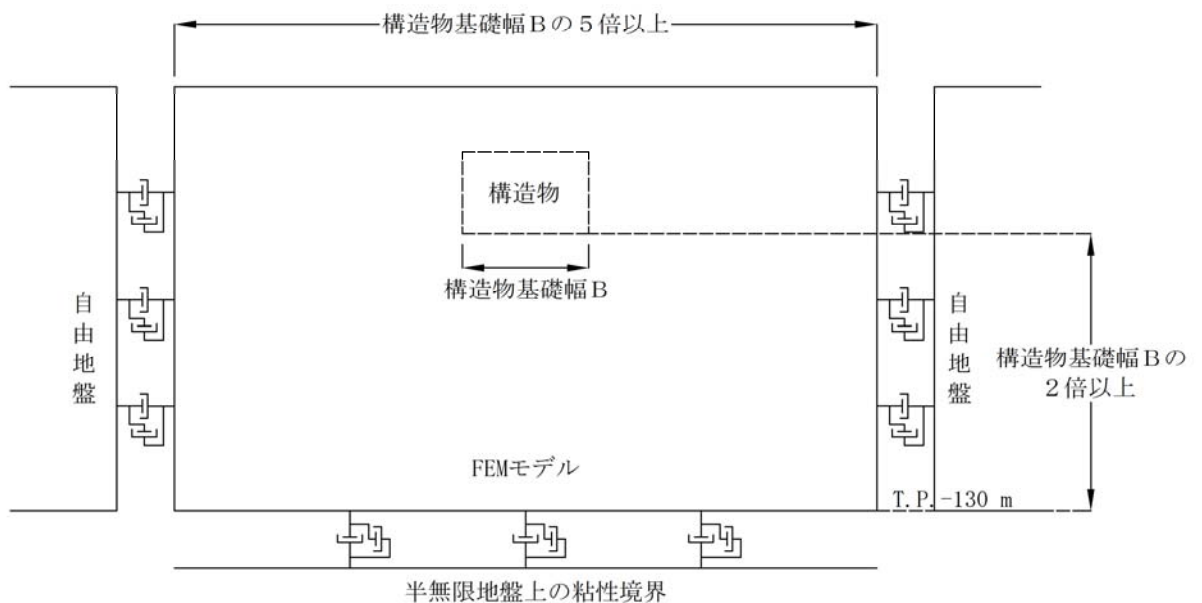 構造物基礎幅Bの5倍以上
構造物
構造物基礎幅B
自由地盤
自由地盤
構造物基礎幅Bの
2倍以上
FEMモデル
T.P.-130 m
半無限地盤上の粘性境界